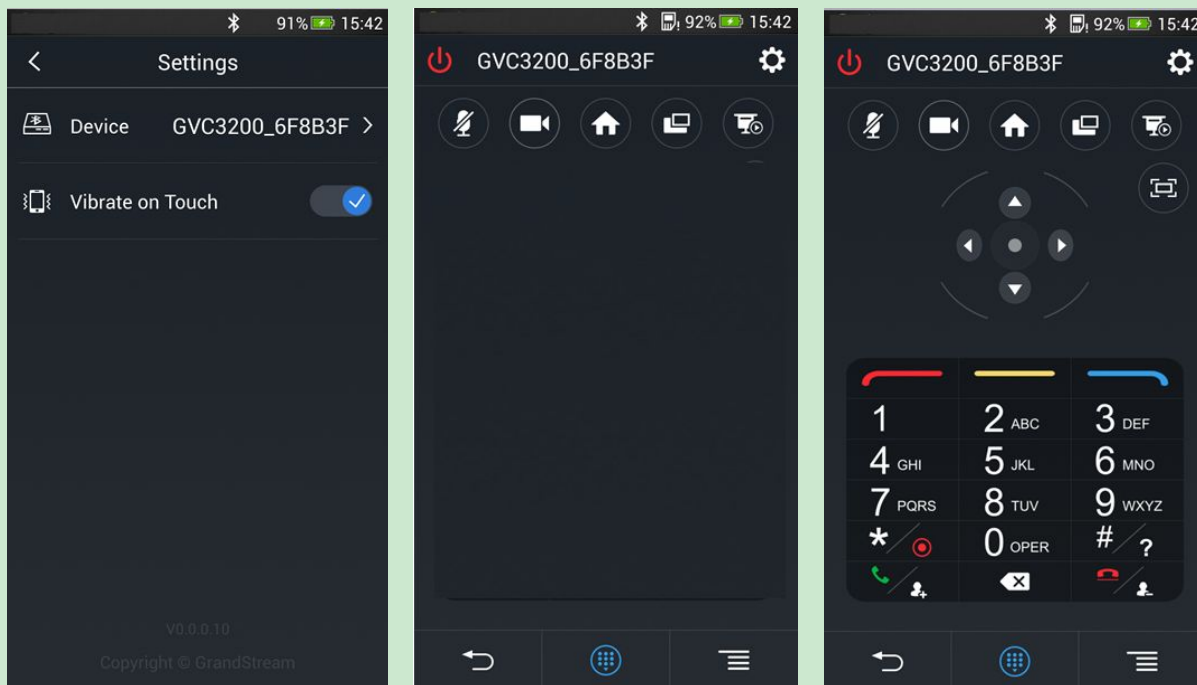 91% 15:42
Settings
Device GVC3200_6F8B3F
Vibrate on Touch
V0.0.0.10
Copyright © GrandStream
92% 15:42
GVC3200_6F8B3F
92% 15:42
GVC3200_6F8B3F
1 2 ABC 3 DEF
4 GHI 5 JKL 6 MNO
7 PQRS 8 TUV 9 WXYZ
* 0 OPER # ?